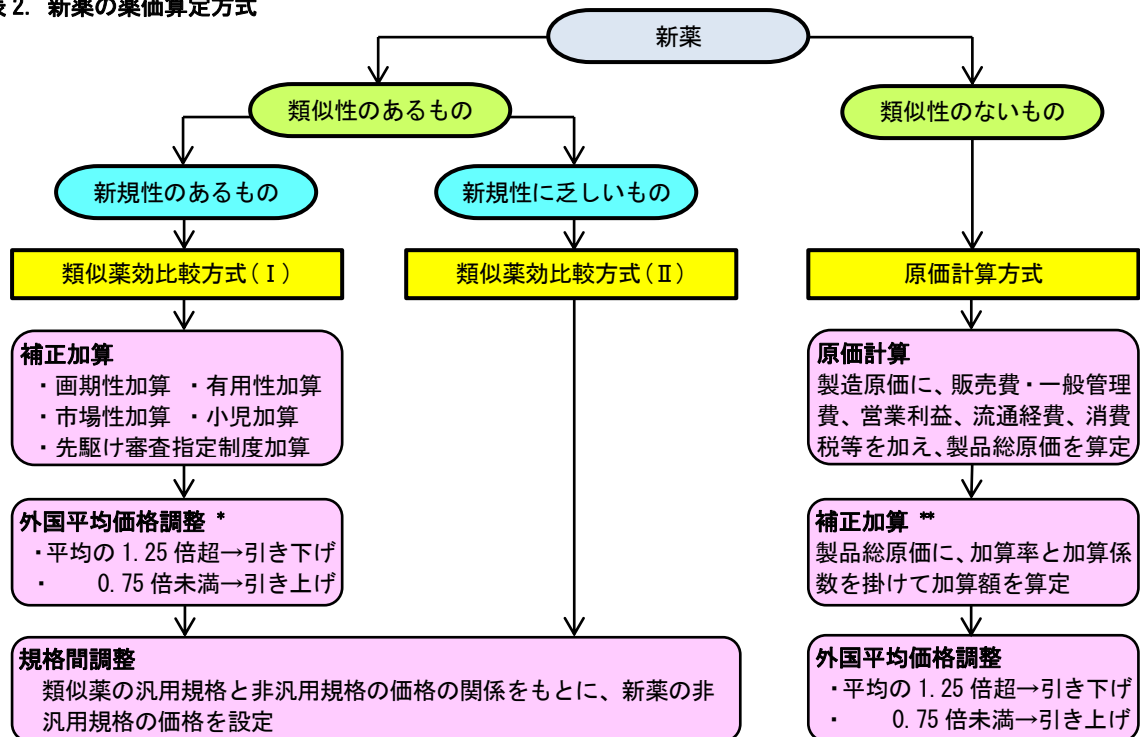 表 2. 新薬の薬価算定方式
新薬
類似性のあるもの
類似性のないもの
新規性のあるもの
新規性に乏しいもの
類似薬効比較方式(Ⅰ)
類似薬効比較方式(Ⅱ)
原価計算方式
補正加算
・画期性加算 ・有用性加算
・市場性加算 ・小児加算
・先駆け審査指定制度加算
原価計算
製造原価に、販売費・一般管理
費、営業利益、流通経費、消費
税等を加え、製品総原価を算定
外国平均価格調整 *
・平均の 1.25 倍超→引き下げ
・ 0.75 倍未満→引き上げ
補正加算 **
製品総原価に、加算率と加算係
数を掛けて加算額を算定
規格間調整
類似薬の汎用規格と非汎用規格の価格の関係をもとに、新薬の非
汎用規格の価格を設定
外国平均価格調整
・平均の 1.25 倍超→引き下げ
・ 0.75 倍未満→引き上げ